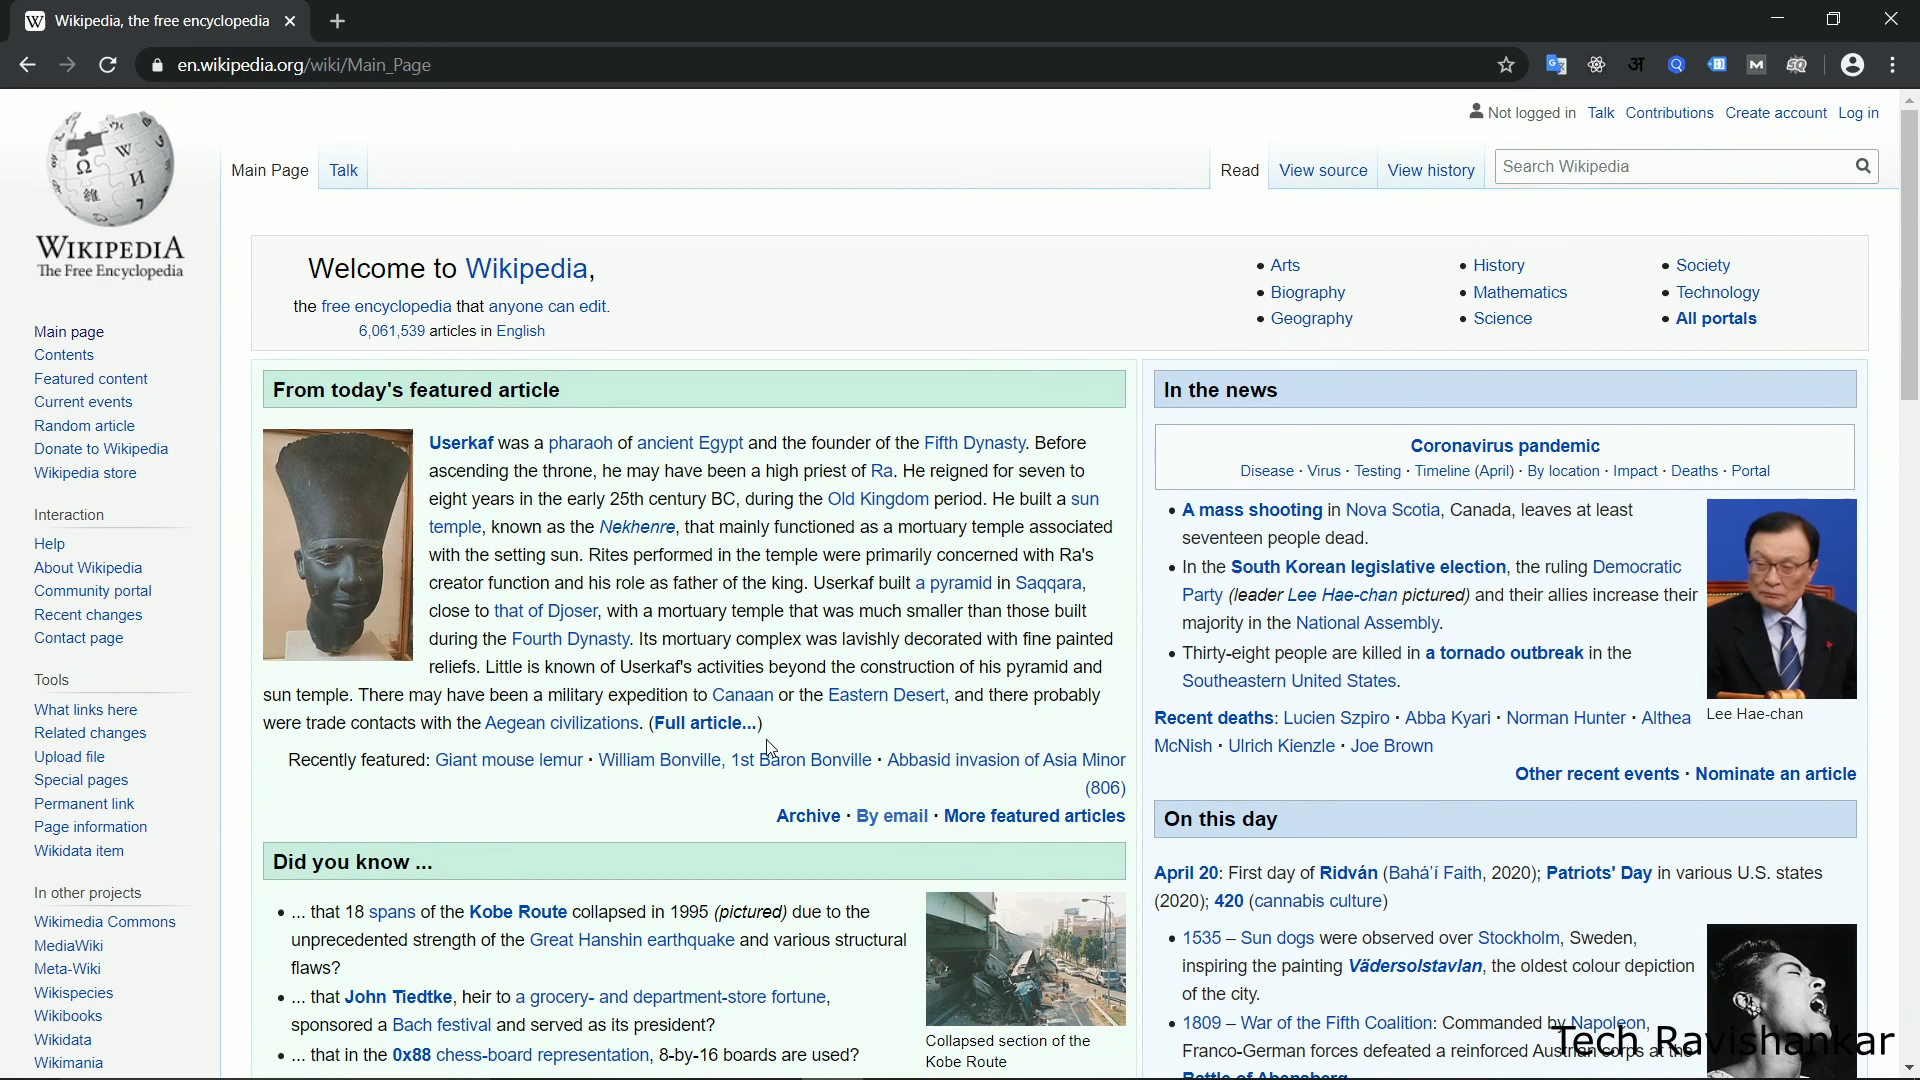 Wikipedia, the free encyclopedia
en.wikipedia.org/wiki/Main_Page
Not logged in Talk Contributions Create account Log in
Main Page Talk Read View source View history Search Wikipedia
WIKIPEDIA
The Free Encyclopedia
Main page
Contents
Featured content
Current events
Random article
Donate to Wikipedia
Wikipedia store
Interaction
Help
About Wikipedia
Community portal
Recent changes
Contact page
Tools
What links here
Related changes
Upload file
Special pages
Permanent link
Page information
Wikidata item
In other projects
Wikimedia Commons
MediaWiki
Meta-Wiki
Wikispecies
Wikibooks
Wikidata
Wikimania
Welcome to Wikipedia,
the free encyclopedia that anyone can edit.
6,061,539 articles in English
• Arts
• Biography
• Geography
• History
• Mathematics
• Science
• Society
• Technology
• All portals
From today's featured article
Userkaf was a pharaoh of ancient Egypt and the founder of the Fifth Dynasty. Before
ascending the throne, he may have been a high priest of Ra. He reigned for seven to
eight years in the early 25th century BC, during the Old Kingdom period. He built a sun
temple, known as the Nekhenre, that mainly functioned as a mortuary temple associated
with the setting sun. Rites performed in the temple were primarily concerned with Ra's
creator function and his role as father of the king. Userkaf built a pyramid in Saqqara,
close to that of Djoser, with a mortuary temple that was much smaller than those built
during the Fourth Dynasty. Its mortuary complex was lavishly decorated with fine painted
reliefs. Little is known of Userkaf's activities beyond the construction of his pyramid and
sun temple. There may have been a military expedition to Canaan or the Eastern Desert, and there probably
were trade contacts with the Aegean civilizations. (Full article...)
Recently featured: Giant mouse lemur · William Bonville, 1st Baron Bonville · Abbasid invasion of Asia Minor
(806)
Archive · By email · More featured articles
Did you know ...
• ... that 18 spans of the Kobe Route collapsed in 1995 (pictured) due to the
unprecedented strength of the Great Hanshin earthquake and various structural
flaws?
• ... that John Tiedtke, heir to a grocery- and department-store fortune,
sponsored a Bach festival and served as its president?
• ... that in the 0x88 chess-board representation, 8-by-16 boards are used?
Collapsed section of the
Kobe Route
In the news
Coronavirus pandemic
Disease · Virus · Testing · Timeline (April) · By location · Impact · Deaths · Portal
• A mass shooting in Nova Scotia, Canada, leaves at least
seventeen people dead.
• In the South Korean legislative election, the ruling Democratic
Party (leader Lee Hae-chan pictured) and their allies increase their
majority in the National Assembly.
• Thirty-eight people are killed in a tornado outbreak in the
Southeastern United States.
Lee Hae-chan
Recent deaths: Lucien Szpiro · Abba Kyari · Norman Hunter · Althea
McNish · Ulrich Kienzle · Joe Brown
Other recent events · Nominate an article
On this day
April 20: First day of Ridván (Bahá'í Faith, 2020); Patriots' Day in various U.S. states
(2020); 420 (cannabis culture)
• 1535 – Sun dogs were observed over Stockholm, Sweden,
inspiring the painting Vädersolstavlan, the oldest colour depiction
of the city.
• 1809 – War of the Fifth Coalition: Commanded by Napoleon,
Franco-German forces defeated a reinforced Austrian corps at the
Battle of Abensberg
Tech Ravishankar